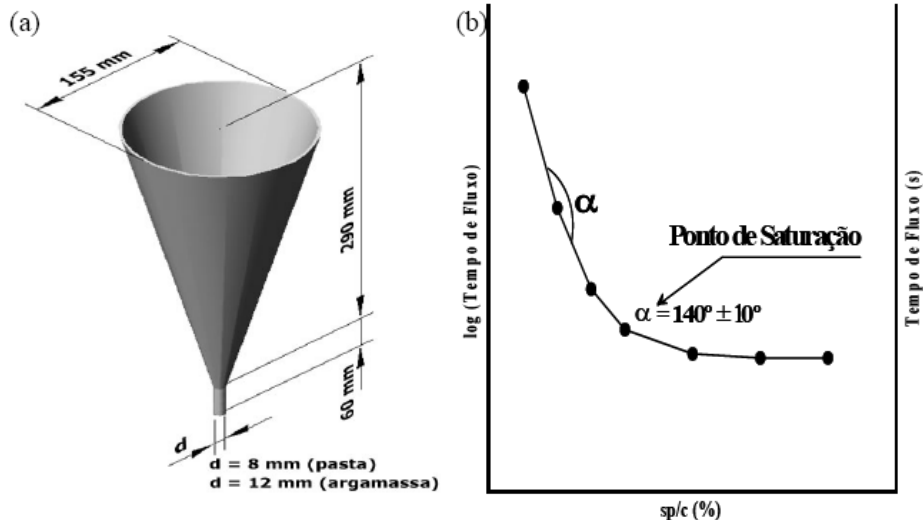 (a)
155 mm
290 mm
60 mm
d
d = 8 mm (pasta)
d = 12 mm (argamassa)
(b)
log (Tempo de Fluxo)
α
Ponto de Saturação
α = 140º ± 10º
Tempo de Fluxo (s)
sp/c (%)